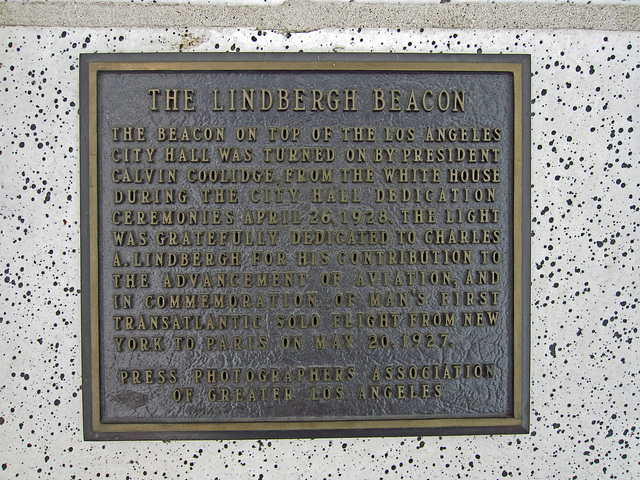 THE LINDBERGH BEACON
THE BEACON ON TOP OF THE LOS ANGELES
CITY HALL WAS TURNED ON BY PRESIDENT
CALVIN COOLIDGE, FROM THE WHITE HOUSE
DURING THE CITY HALL DEDICATION
CEREMONIES APRIL 26, 1928. THE LIGHT
WAS GRATEFULLY DEDICATED TO CHARLES
A. LINDBERGH FOR HIS CONTRIBUTION TO
THE ADVANCEMENT OF AVIATION, AND
IN COMMEMORATION OF MAN'S FIRST
TRANSATLANTIC SOLO FLIGHT FROM NEW
YORK TO PARIS ON MAY 20, 1927.
PRESS PHOTOGRAPHERS ASSOCIATION
OF GREATER LOS ANGELES